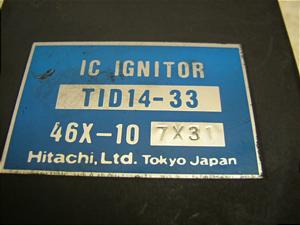 IC IGNITOR
TID14-33
46X-10 7X31
Hitachi, Ltd. Tokyo Japan